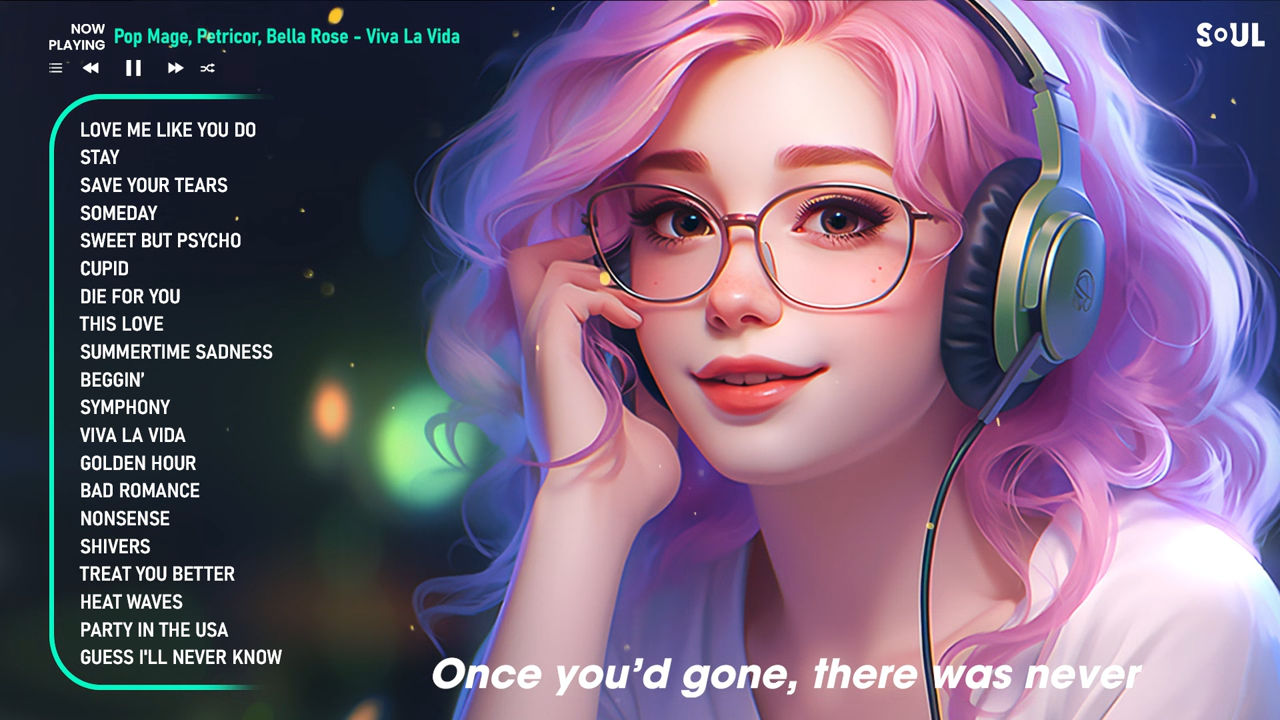 NOW
PLAYING
Pop Mage, Petricor, Bella Rose - Viva La Vida
SOUL
LOVE ME LIKE YOU DO
STAY
SAVE YOUR TEARS
SOMEDAY
SWEET BUT PSYCHO
CUPID
DIE FOR YOU
THIS LOVE
SUMMERTIME SADNESS
BEGGIN'
SYMPHONY
VIVA LA VIDA
GOLDEN HOUR
BAD ROMANCE
NONSENSE
SHIVERS
TREAT YOU BETTER
HEAT WAVES
PARTY IN THE USA
GUESS I'LL NEVER KNOW
Once you'd gone, there was never